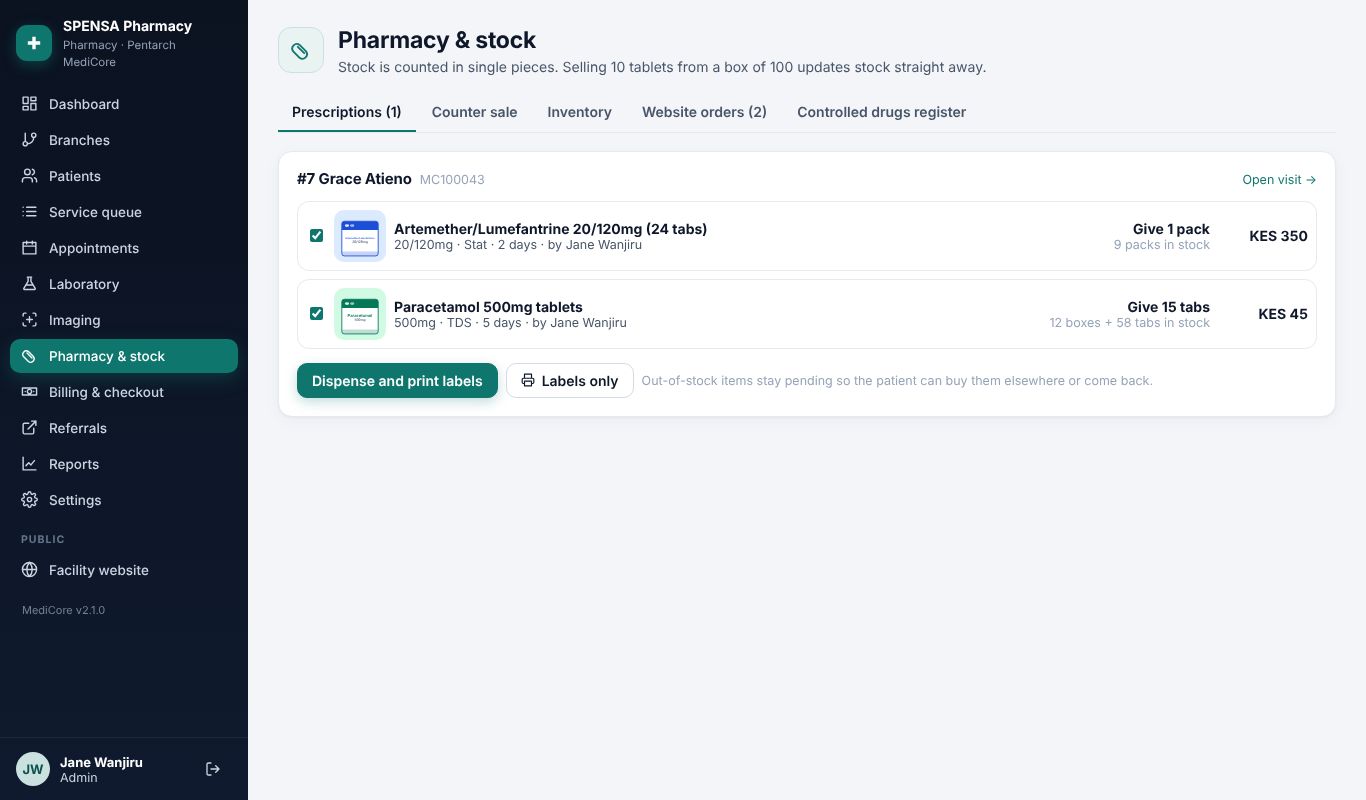 SPENSA Pharmacy
Pharmacy · Pentarch
MediCore
Dashboard
Branches
Patients
Service queue
Appointments
Laboratory
Imaging
Pharmacy & stock
Billing & checkout
Referrals
Reports
Settings
PUBLIC
Facility website
MediCore v2.1.0
JW
Jane Wanjiru
Admin
Pharmacy & stock
Stock is counted in single pieces. Selling 10 tablets from a box of 100 updates stock straight away.
Prescriptions (1) Counter sale Inventory Website orders (2) Controlled drugs register
#7 Grace Atieno MC100043 Open visit →
Artemether/Lumefantrine 20/120mg (24 tabs) Give 1 pack
20/120mg · Stat · 2 days · by Jane Wanjiru 9 packs in stock
KES 350
Paracetamol 500mg tablets Give 15 tabs
500mg · TDS · 5 days · by Jane Wanjiru 12 boxes + 58 tabs in stock
KES 45
Paracetamol
500mg
Dispense and print labels Labels only Out-of-stock items stay pending so the patient can buy them elsewhere or come back.